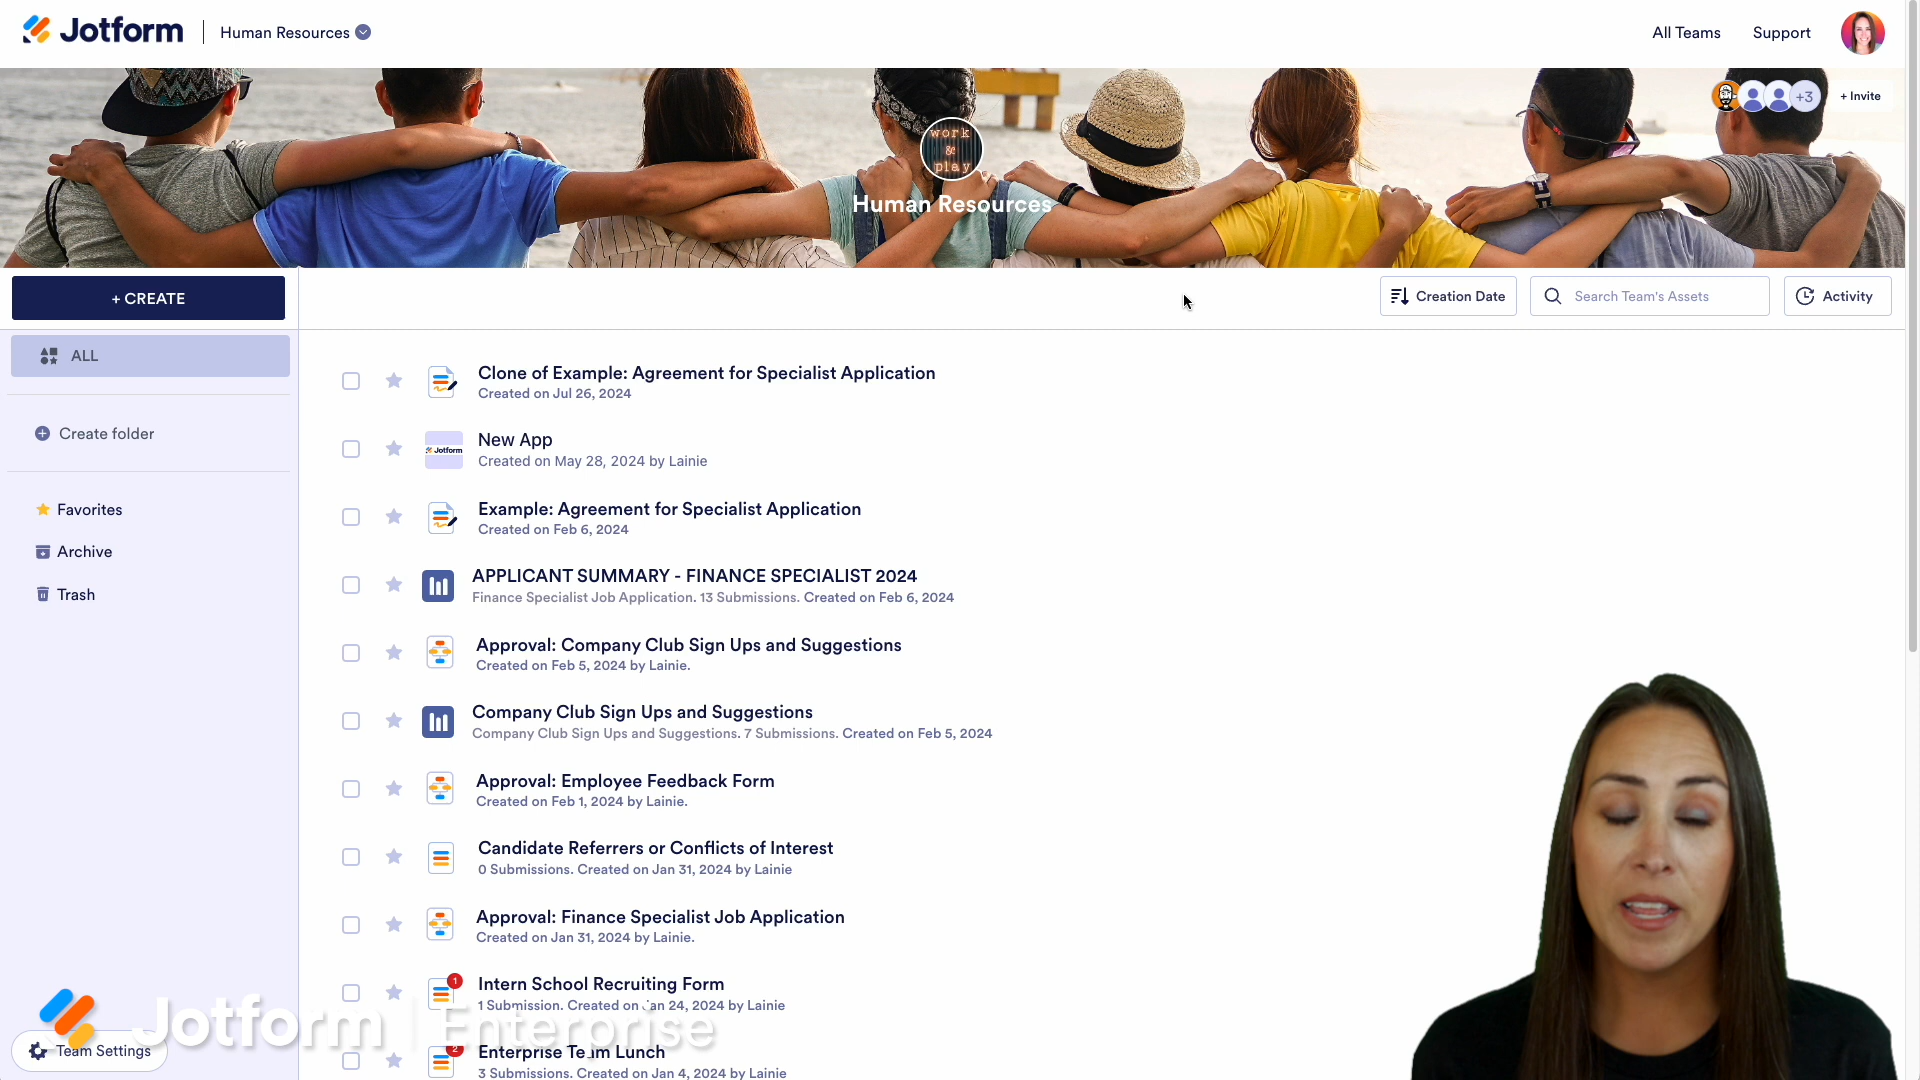 Jotform
Human Resources
All Teams
Support
+3
+ Invite
work
&
play
Human Resources
+ CREATE
Creation Date
Search Team's Assets
Activity
ALL
Create folder
Favorites
Archive
Trash
Clone of Example: Agreement for Specialist Application
Created on Jul 26, 2024
Jotform
New App
Created on May 28, 2024 by Lainie
Example: Agreement for Specialist Application
Created on Feb 6, 2024
APPLICANT SUMMARY - FINANCE SPECIALIST 2024
Finance Specialist Job Application. 13 Submissions. Created on Feb 6, 2024
Approval: Company Club Sign Ups and Suggestions
Created on Feb 5, 2024 by Lainie.
Company Club Sign Ups and Suggestions
Company Club Sign Ups and Suggestions. 7 Submissions. Created on Feb 5, 2024
Approval: Employee Feedback Form
Created on Feb 1, 2024 by Lainie.
Candidate Referrers or Conflicts of Interest
0 Submissions. Created on Jan 31, 2024 by Lainie
Approval: Finance Specialist Job Application
Created on Jan 31, 2024 by Lainie.
1
Intern School Recruiting Form
1 Submission. Created on Jan 24, 2024 by Lainie
Jotform | Enterprise
2
Enterprise Team Lunch
3 Submissions. Created on Jan 4, 2024 by Lainie
Team Settings